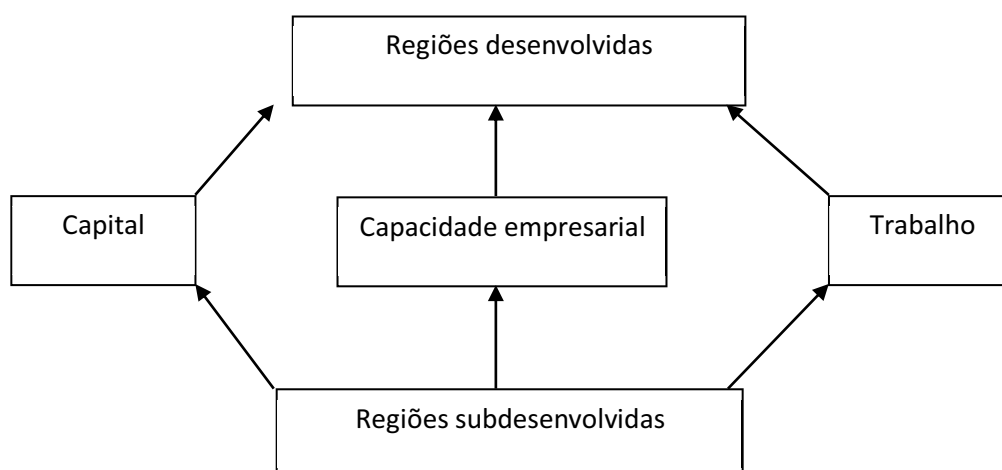 Regiões desenvolvidas
Capital
Capacidade empresarial
Trabalho
Regiões subdesenvolvidas